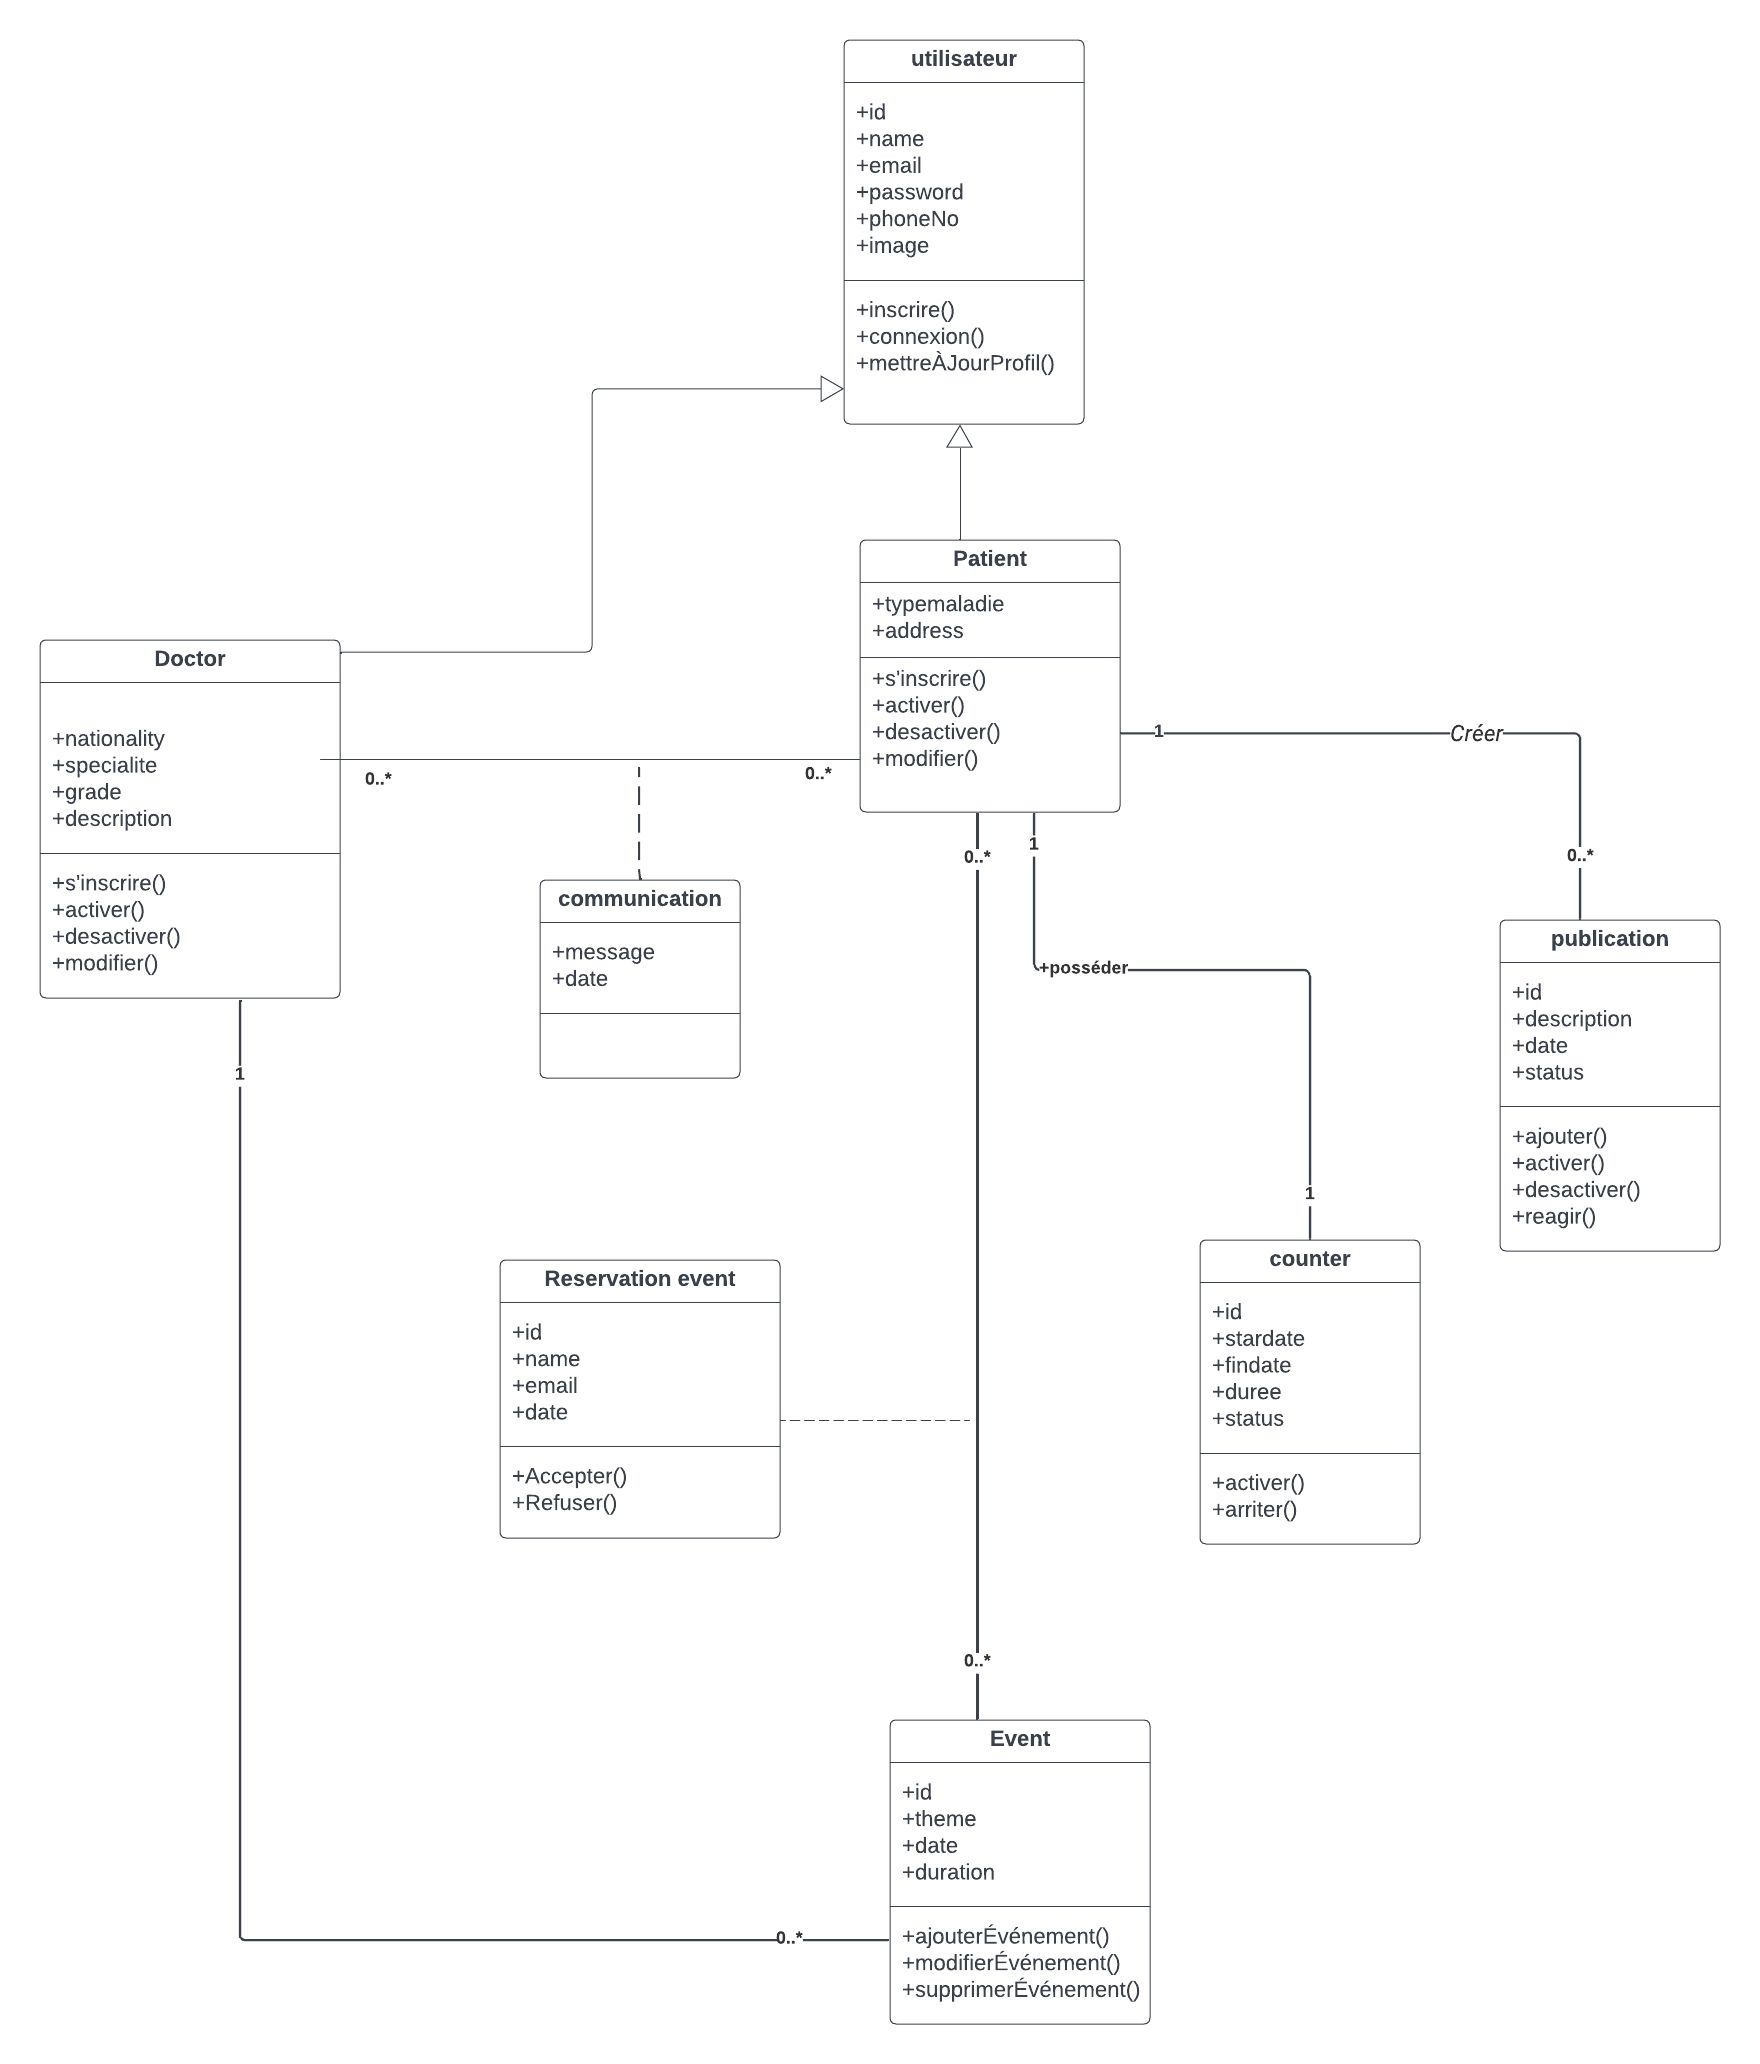 utilisateur
+id
+name
+email
+password
+phoneNo
+image
+inscrire()
+connexion()
+mettreÀJourProfil()
Patient
+typemaladie
+address
+s'inscrire()
+activer()
+desactiver()
+modifier()
Doctor
+nationality
+specialite
+grade
+description
+s'inscrire()
+activer()
+desactiver()
+modifier()
0..*
0..*
1
Créer
0..*
0..*
1
communication
+message
+date
+posséder
publication
+id
+description
+date
+status
+ajouter()
+activer()
+desactiver()
+reagir()
1
1
Reservation event
+id
+name
+email
+date
+Accepter()
+Refuser()
counter
+id
+stardate
+findate
+duree
+status
+activer()
+arriter()
0..*
Event
+id
+theme
+date
+duration
+ajouterÉvénement()
+modifierÉvénement()
+supprimerÉvénement()
0..*